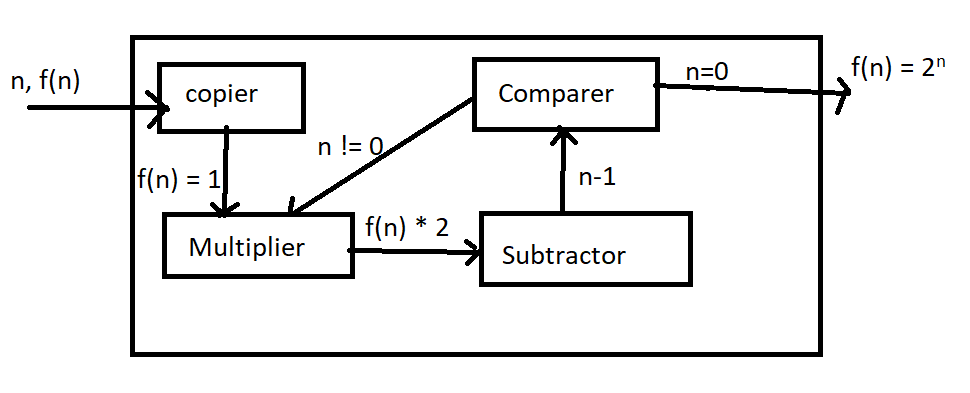 n, f(n)
copier
Comparer
n=0
f(n) = 2ⁿ
n != 0
f(n) = 1
n-1
Multiplier
f(n) * 2
Subtractor